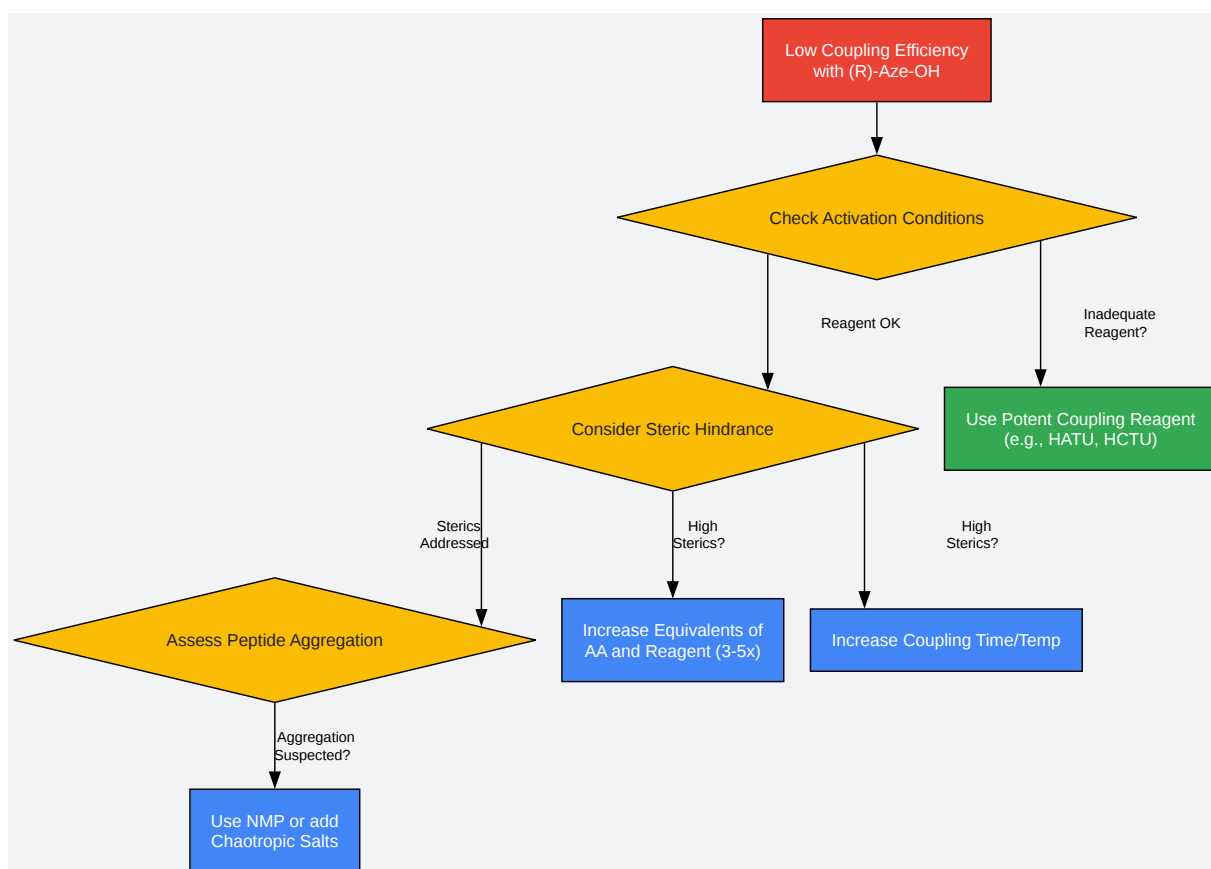 Low Coupling Efficiency
with (R)-Aze-OH
Check Activation Conditions
Reagent OK
Inadequate
Reagent?
Consider Steric Hindrance
Use Potent Coupling Reagent
(e.g., HATU, HCTU)
Sterics
Addressed
High
Sterics?
High
Sterics?
Assess Peptide Aggregation
Increase Equivalents of
AA and Reagent (3-5x)
Increase Coupling Time/Temp
Aggregation
Suspected?
Use NMP or add
Chaotropic Salts